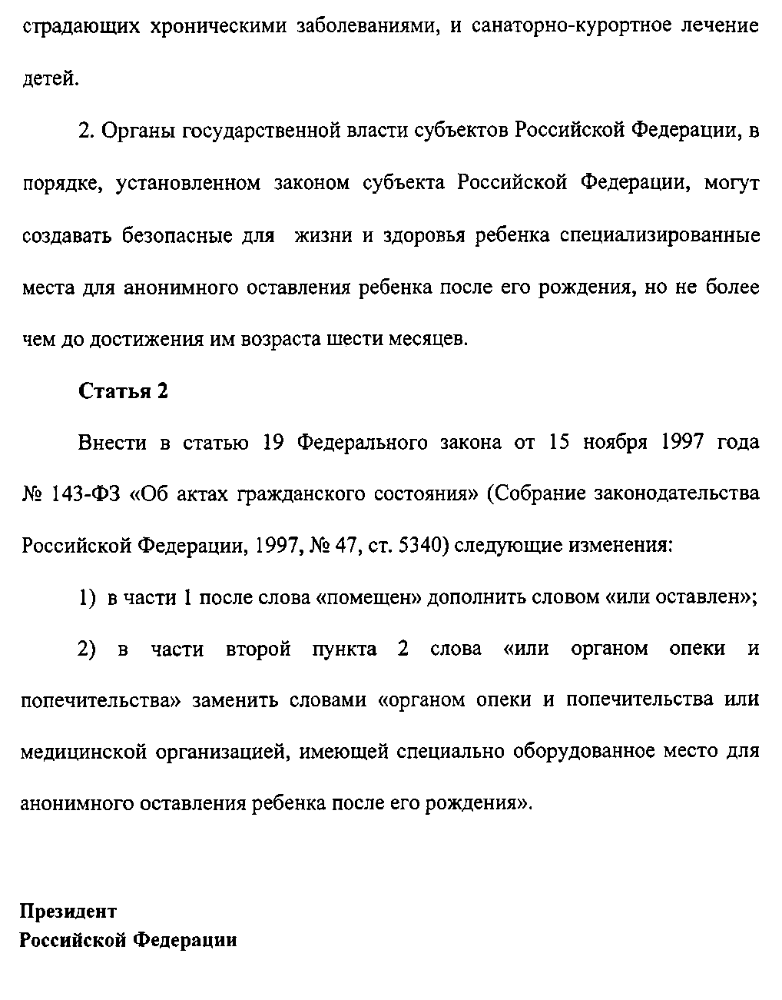 страдающих хроническими заболеваниями, и санаторно-курортное лечение
детей.
2. Органы государственной власти субъектов Российской Федерации, в
порядке, установленном законом субъекта Российской Федерации, могут
создавать безопасные для жизни и здоровья ребенка специализированные
места для анонимного оставления ребенка после его рождения, но не более
чем до достижения им возраста шести месяцев.
Статья 2
Внести в статью 19 Федерального закона от 15 ноября 1997 года
№ 143-ФЗ «Об актах гражданского состояния» (Собрание законодательства
Российской Федерации, 1997, № 47, ст. 5340) следующие изменения:
1) в части 1 после слова «помещен» дополнить словом «или оставлен»;
2) в части второй пункта 2 слова «или органом опеки и
попечительства» заменить словами «органом опеки и попечительства или
медицинской организацией, имеющей специально оборудованное место для
анонимного оставления ребенка после его рождения».
Президент
Российской Федерации